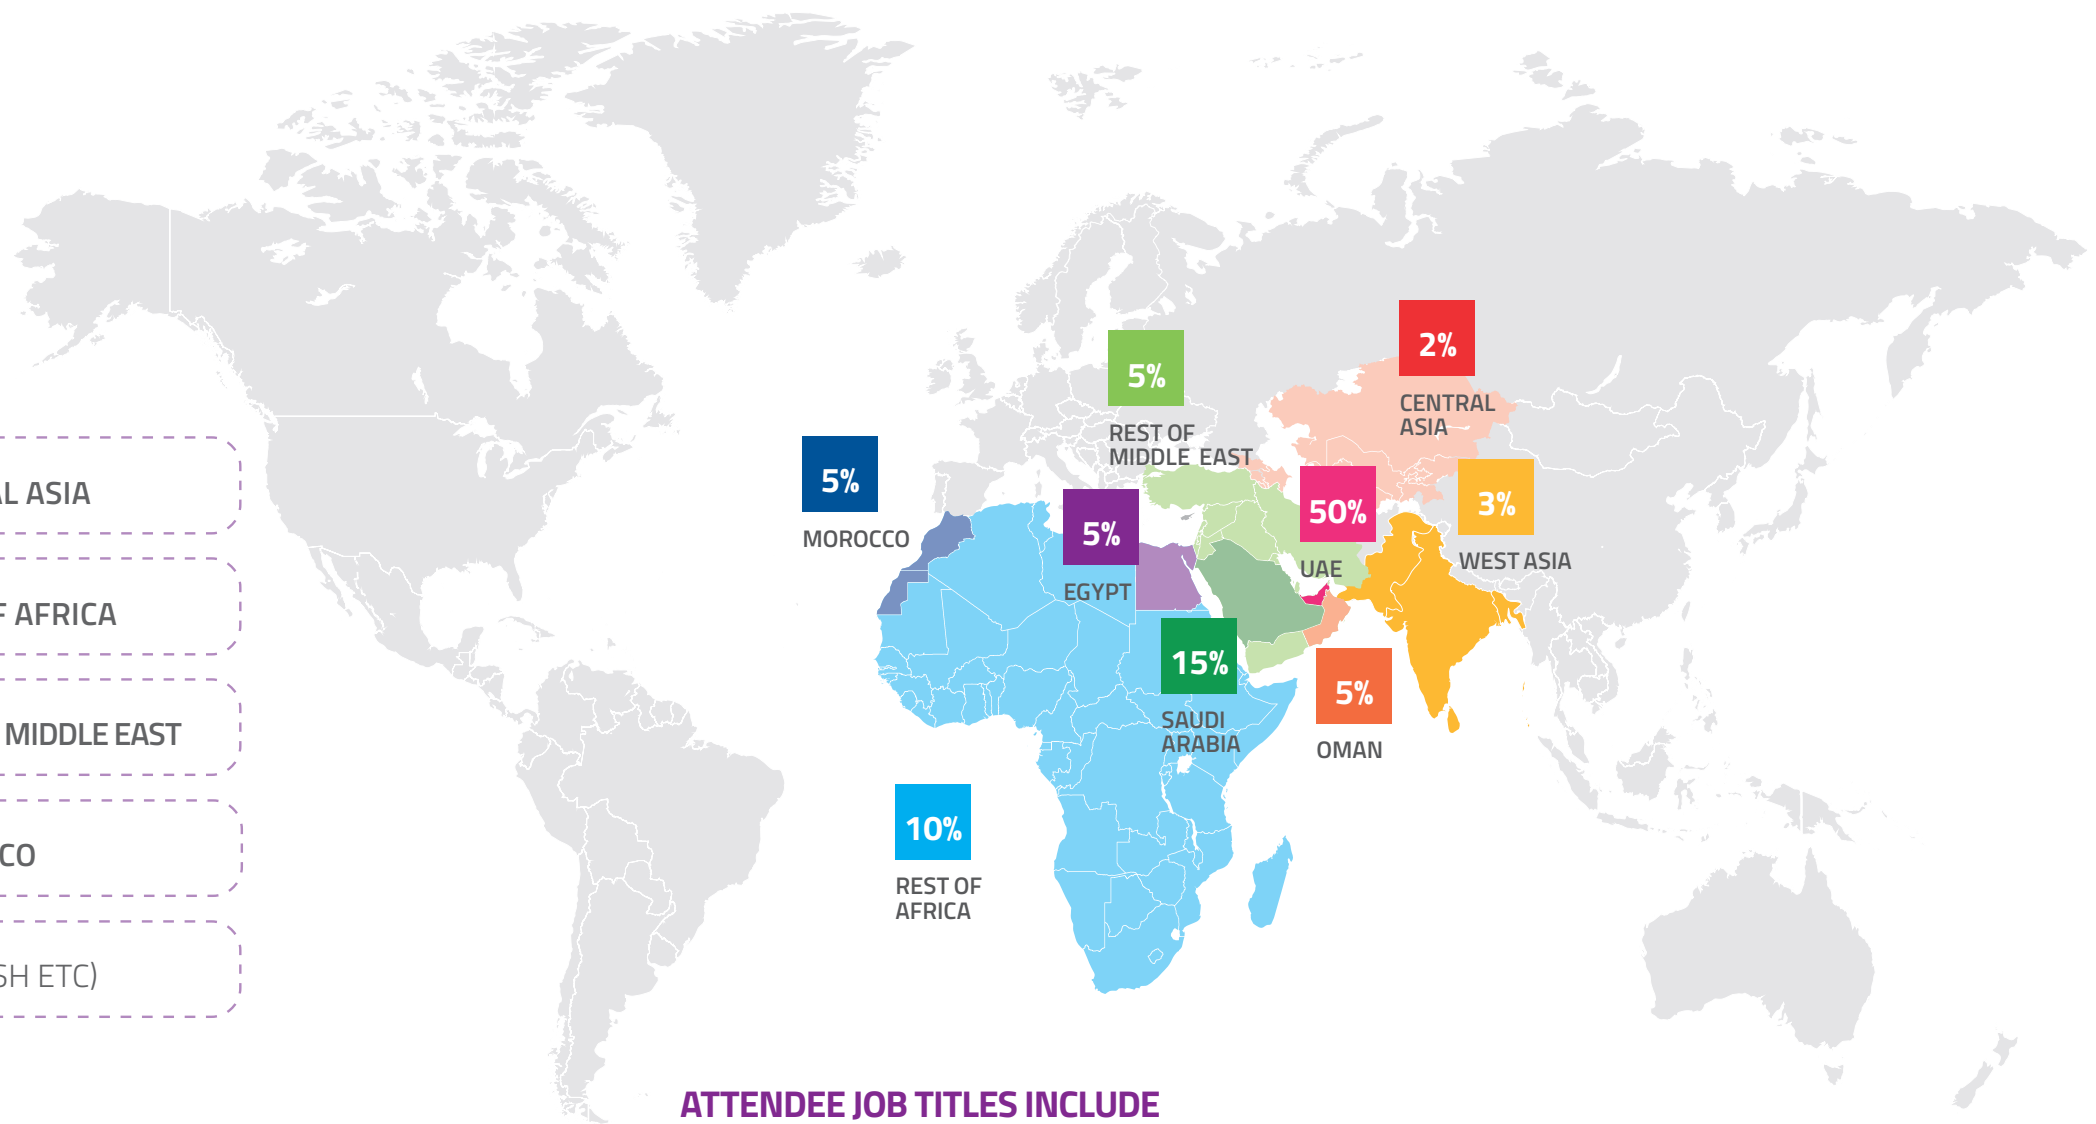 2%
CENTRAL
ASIA
5%
REST OF
MIDDLE EAST
5%
MOROCCO
5%
EGYPT
50%
UAE
3%
WEST ASIA
15%
SAUDI
ARABIA
5%
OMAN
10%
REST OF
AFRICA
L ASIA
F AFRICA
MIDDLE EAST
CO
SH ETC)
ATTENDEE JOB TITLES INCLUDE